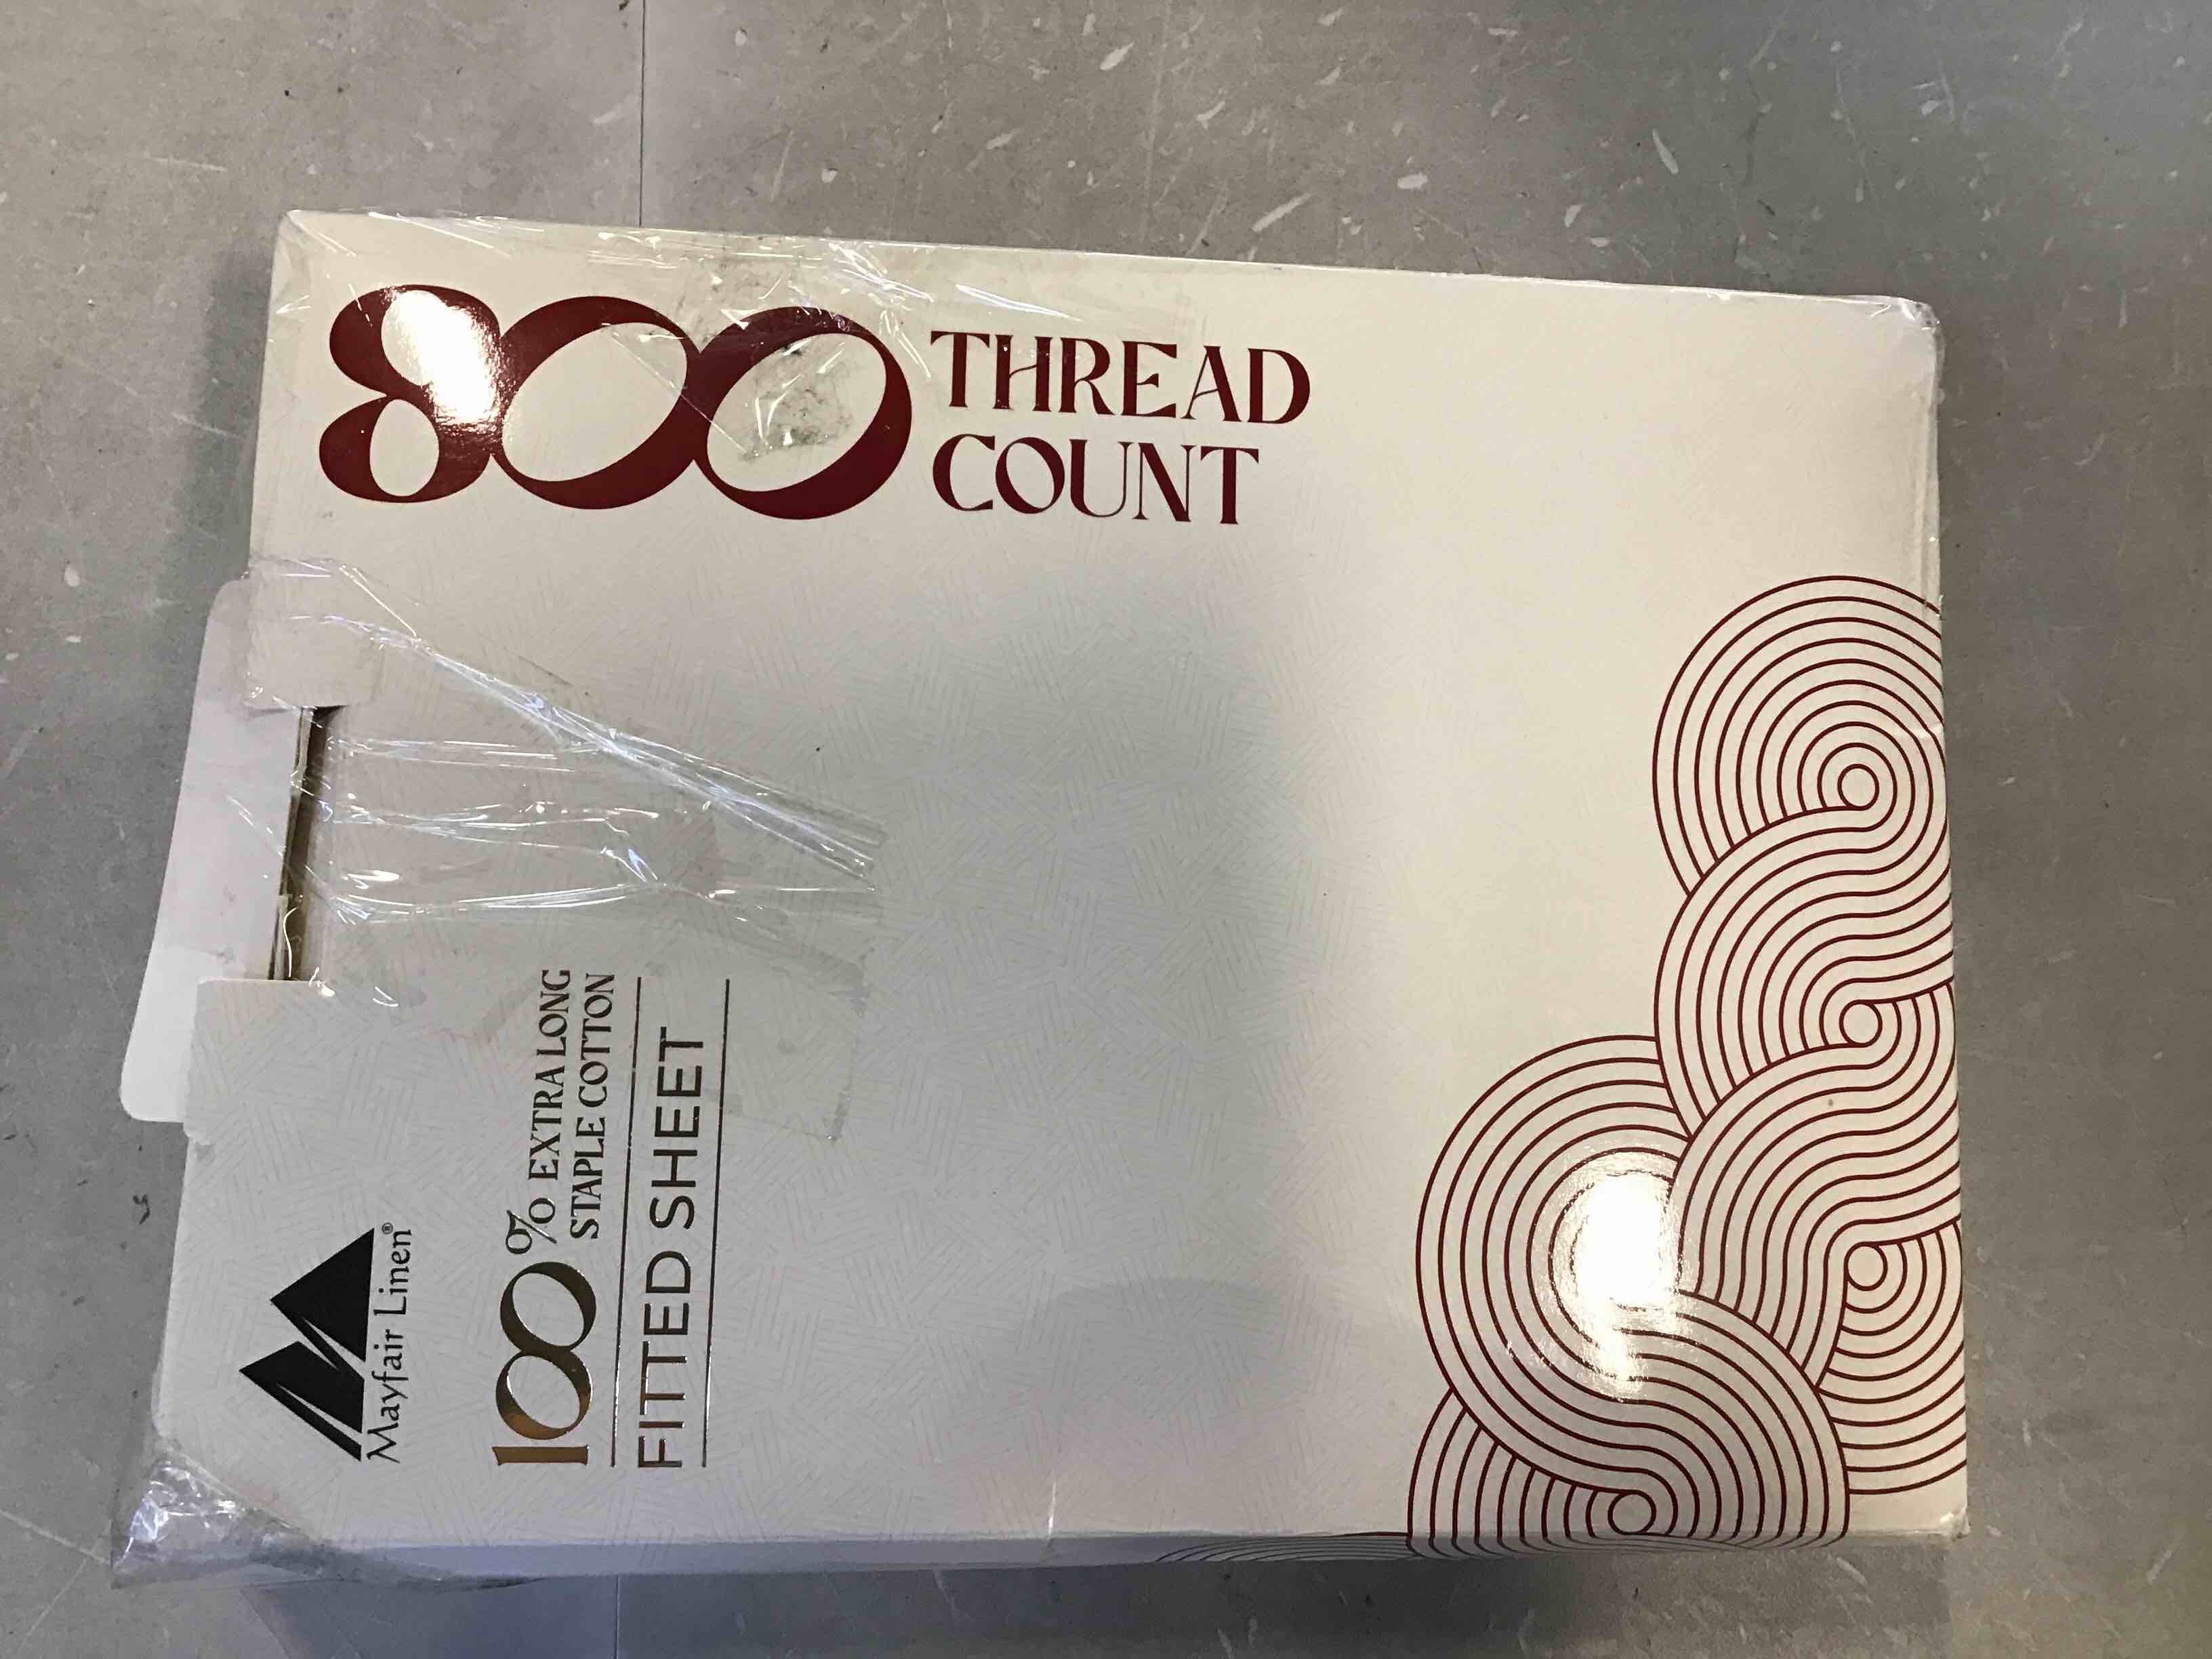 800 THREAD
COUNT
Mayfair Linen®
100% EXTRA LONG
STAPLE COTTON
FITTED SHEET